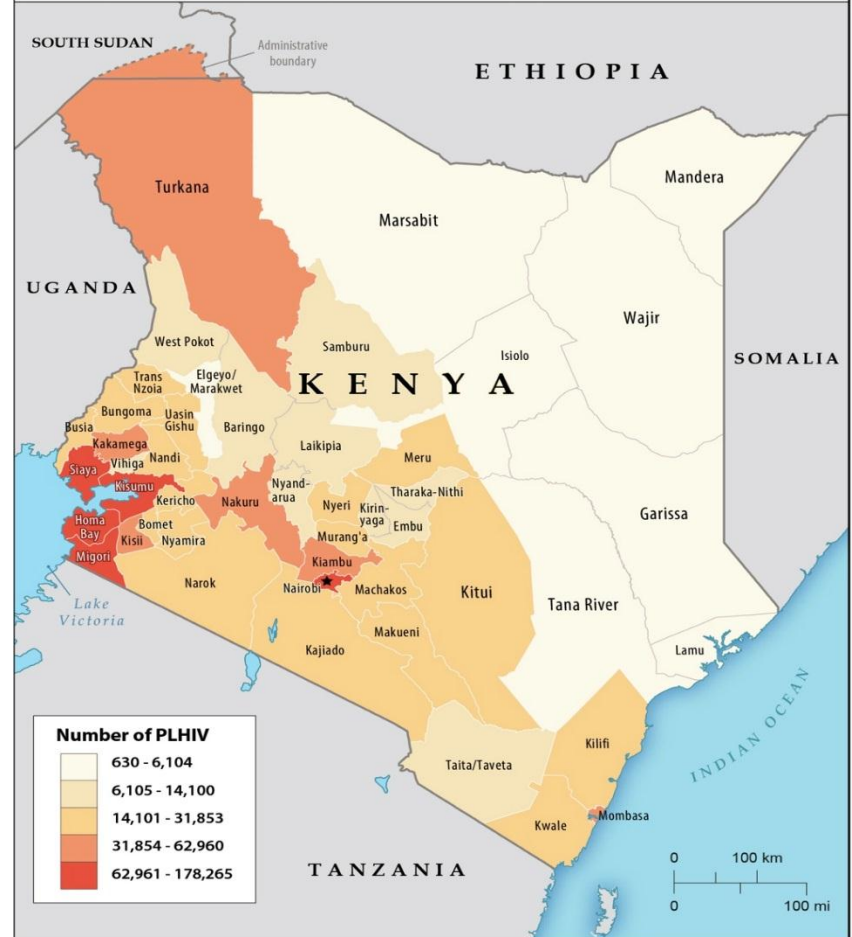 SOUTH SUDAN
Administrative
boundary
ETHIOPIA
Turkana
Marsabit
Mandera
UGANDA
Wajir
SOMALIA
West Pokot
Samburu
Isiolo
KENYA
Trans
Nzoia
Elgeyo/
Marakwet
Bungoma
Uasin
Gishu
Baringo
Busia
Kakamega
Laikipia
Siaya
Vihiga
Nandi
Meru
Kisumu
Nyand-
arua
Tharaka-Nithi
Kericho
Nakuru
Nyeri
Kirin-
yaga
Garissa
Homa
Bay
Bomet
Embu
Kisii
Nyamira
Murang'a
Migori
Kiambu
Narok
Nairobi
Machakos
Kitui
Tana River
Lake
Victoria
Makueni
Kajiado
Lamu
INDIAN OCEAN
Kilifi
Taita/Taveta
Mombasa
Kwale
TANZANIA
Number of PLHIV
630 - 6,104
6,105 - 14,100
14,101 - 31,853
31,854 - 62,960
62,961 - 178,265
0 100 km
0 100 mi